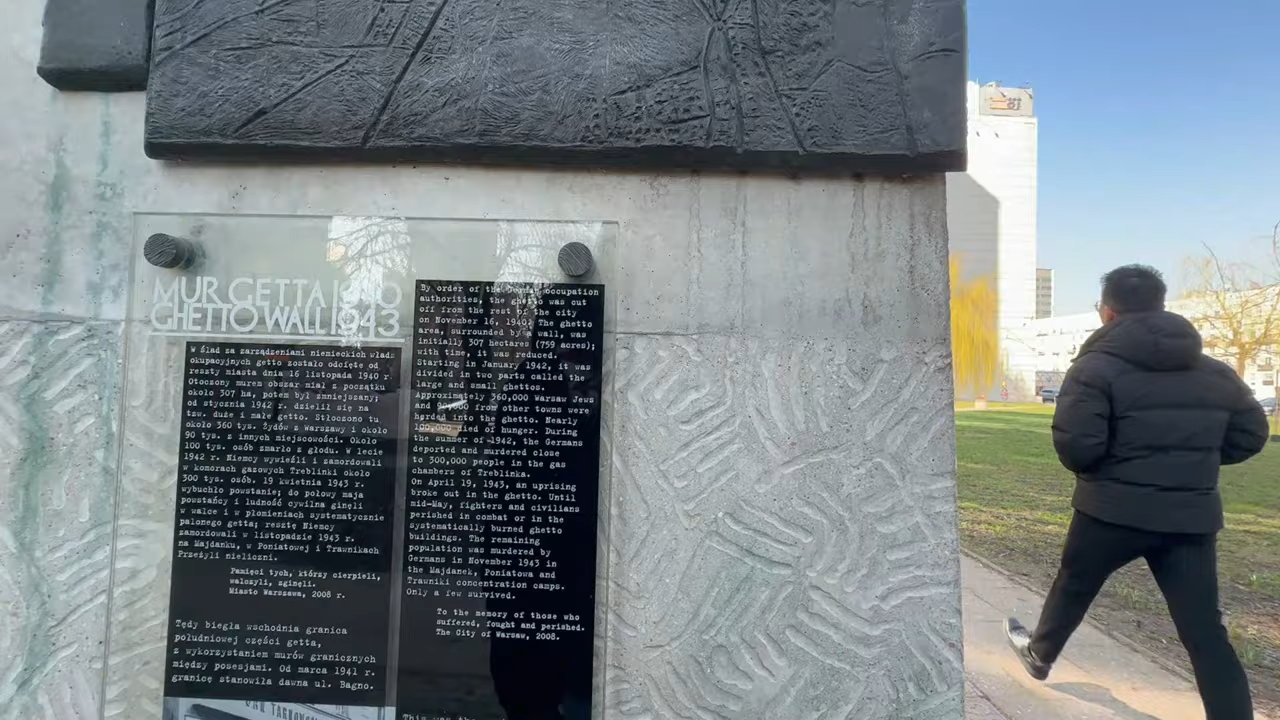 MUR GETTA 1940
GHETTO WALL 1943
W ślad za zarządzeniami niemieckich władz
okupacyjnych getto zostało odcięte od
reszty miasta dnia 16 listopada 1940 r.
Otoczony murem obszar miał z początku
około 307 ha, potem był zmniejszany;
od stycznia 1942 r. dzielił się na
tzw. duże i małe getto. Stłoczono tu
około 360 tys. Żydów z Warszawy i około
90 tys. z innych miejscowości. Około
100 tys. osób zmarło z głodu. W lecie
1942 r. Niemcy wywieźli i zamordowali
w komorach gazowych Treblinki około
300 tys. osób. 19 kwietnia 1943 r.
wybuchło powstanie; do połowy maja
powstańcy i ludność cywilna ginęli
w walce i w płomieniach systematycznie
palonego getta; resztę Niemcy
zamordowali w listopadzie 1943 r.
na Majdanku, w Poniatowej i Trawnikach
Przeżyli nieliczni.
Pamięci tych, którzy cierpieli,
walczyli, zginęli.
Miasto Warszawa, 2008 r.
Tędy biegła wschodnia granica
południowej części getta,
z wykorzystaniem murów granicznych
między posesjami. Od marca 1941 r.
granicę stanowiła dawna ul. Bagno.
By order of the German occupation
authorities, the ghetto was cut
off from the rest of the city
on November 16, 1940. The ghetto
area, surrounded by a wall, was
initially 307 hectares (759 acres);
with time, it was reduced.
Starting in January 1942, it was
divided in two parts called the
large and small ghettos.
Approximately 360,000 Warsaw Jews
and 90,000 from other towns were
herded into the ghetto. Nearly
100,000 died of hunger. During
the summer of 1942, the Germans
deported and murdered close
to 300,000 people in the gas
chambers of Treblinka.
On April 19, 1943, an uprising
broke out in the ghetto. Until
mid-May, fighters and civilians
perished in combat or in the
systematically burned ghetto
buildings. The remaining
population was murdered by
Germans in November 1943 in
the Majdanek, Poniatowa and
Trawniki concentration camps.
Only a few survived.
To the memory of those who
suffered, fought and perished.
The City of Warsaw, 2008.
This was the